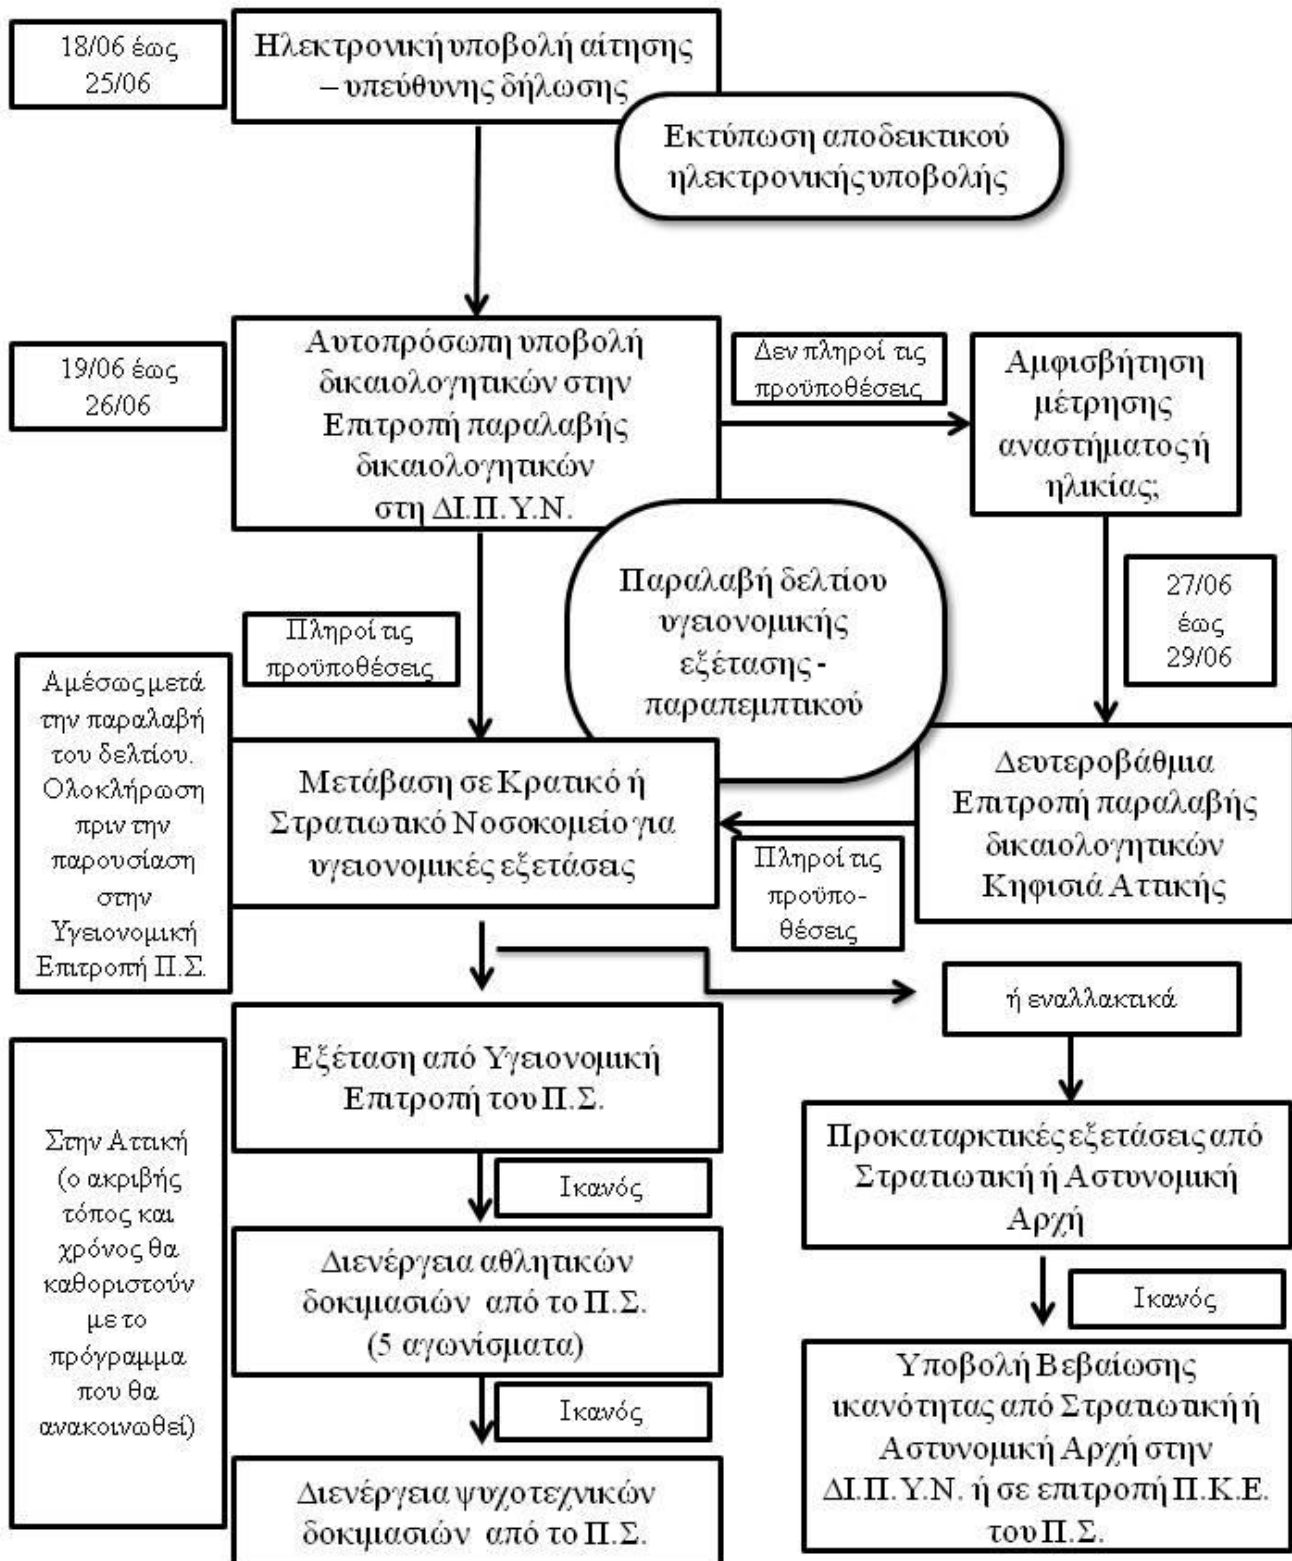 18/06 έως
25/06
Ηλεκτρονική υποβολή αίτησης
– υπεύθυνης δήλωσης
Εκτύπωση αποδεικτικού
ηλεκτρονικής υποβολής
19/06 έως
26/06
Αυτοπρόσωπη υποβολή
δικαιολογητικών στην
Επιτροπή παραλαβής
δικαιολογητικών
στη ΔΙ.Π.Υ.Ν.
Δεν πληροί τις
προϋποθέσεις
Αμφισβήτηση
μέτρησης
αναστήματος ή
ηλικίας;
Παραλαβή δελτίου
υγειονομικής
εξέτασης -
παραπεμπτικού
27/06
έως
29/06
Πληροί τις
προϋποθέσεις
Αμέσως μετά
την παραλαβή
του δελτίου.
Ολοκλήρωση
πριν την
παρουσίαση
στην
Υγειονομική
Επιτροπή Π.Σ.
Μετάβαση σε Κρατικό ή
Στρατιωτικό Νοσοκομείο για
υγειονομικές εξετάσεις
Πληροί τις
προϋπο-
θέσεις
Δευτεροβάθμια
Επιτροπή παραλαβής
δικαιολογητικών
Κηφισιά Αττικής
ή εναλλακτικά
Στην Αττική
(ο ακριβής
τόπος και
χρόνος θα
καθοριστούν
με το
πρόγραμμα
που θα
ανακοινωθεί)
Εξέταση από Υγειονομική
Επιτροπή του Π.Σ.
Ικανός
Διενέργεια αθλητικών
δοκιμασιών από το Π.Σ.
(5 αγωνίσματα)
Ικανός
Διενέργεια ψυχοτεχνικών
δοκιμασιών από το Π.Σ.
Προκαταρκτικές εξετάσεις από
Στρατιωτική ή Αστυνομική
Αρχή
Ικανός
Υποβολή Βεβαίωσης
ικανότητας από Στρατιωτική ή
Αστυνομική Αρχή στην
ΔΙ.Π.Υ.Ν. ή σε επιτροπή Π.Κ.Ε.
του Π.Σ.